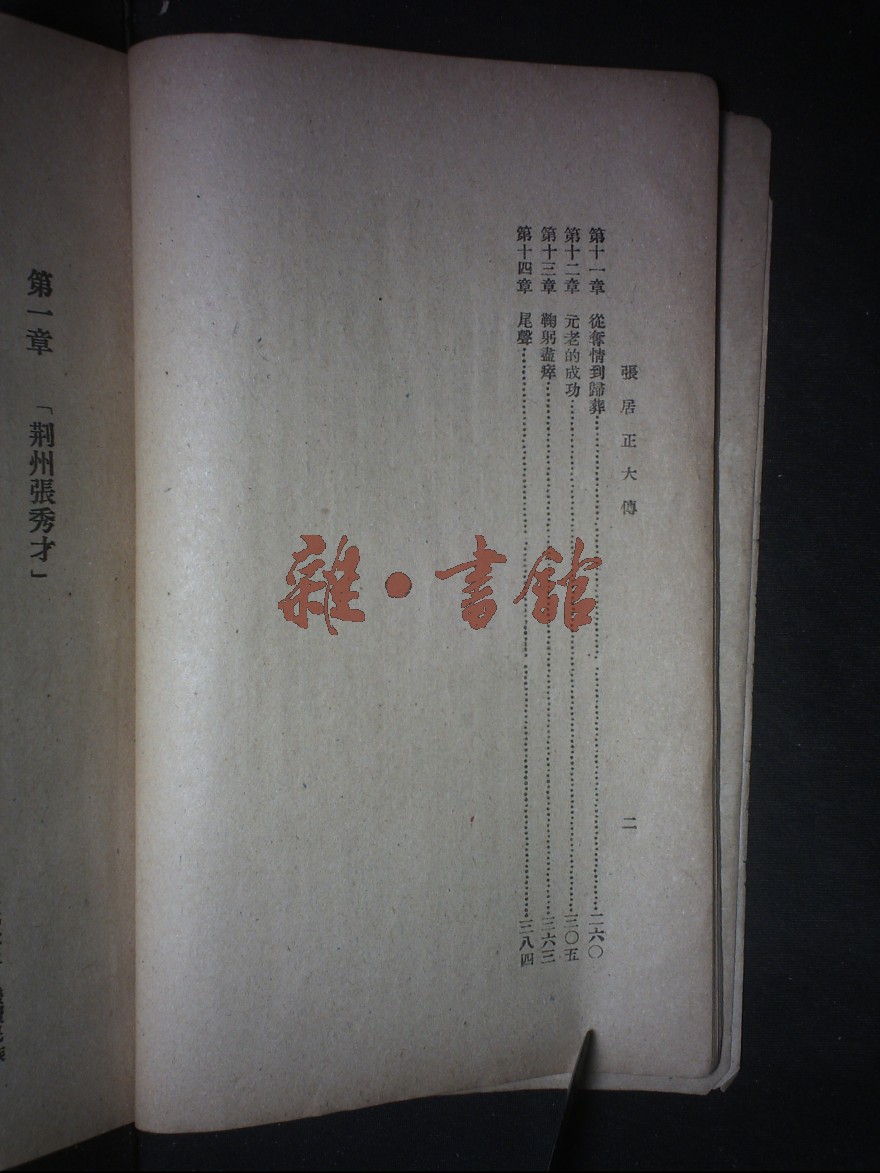 張居正大傳 二
第十一章 從奪情到歸葬……二六〇
第十二章 元老的成功……三〇五
第十三章 鞠躬盡瘁……三六三
第十四章 尾聲……三八四
雜•書館
第一章 「荆州張秀才」